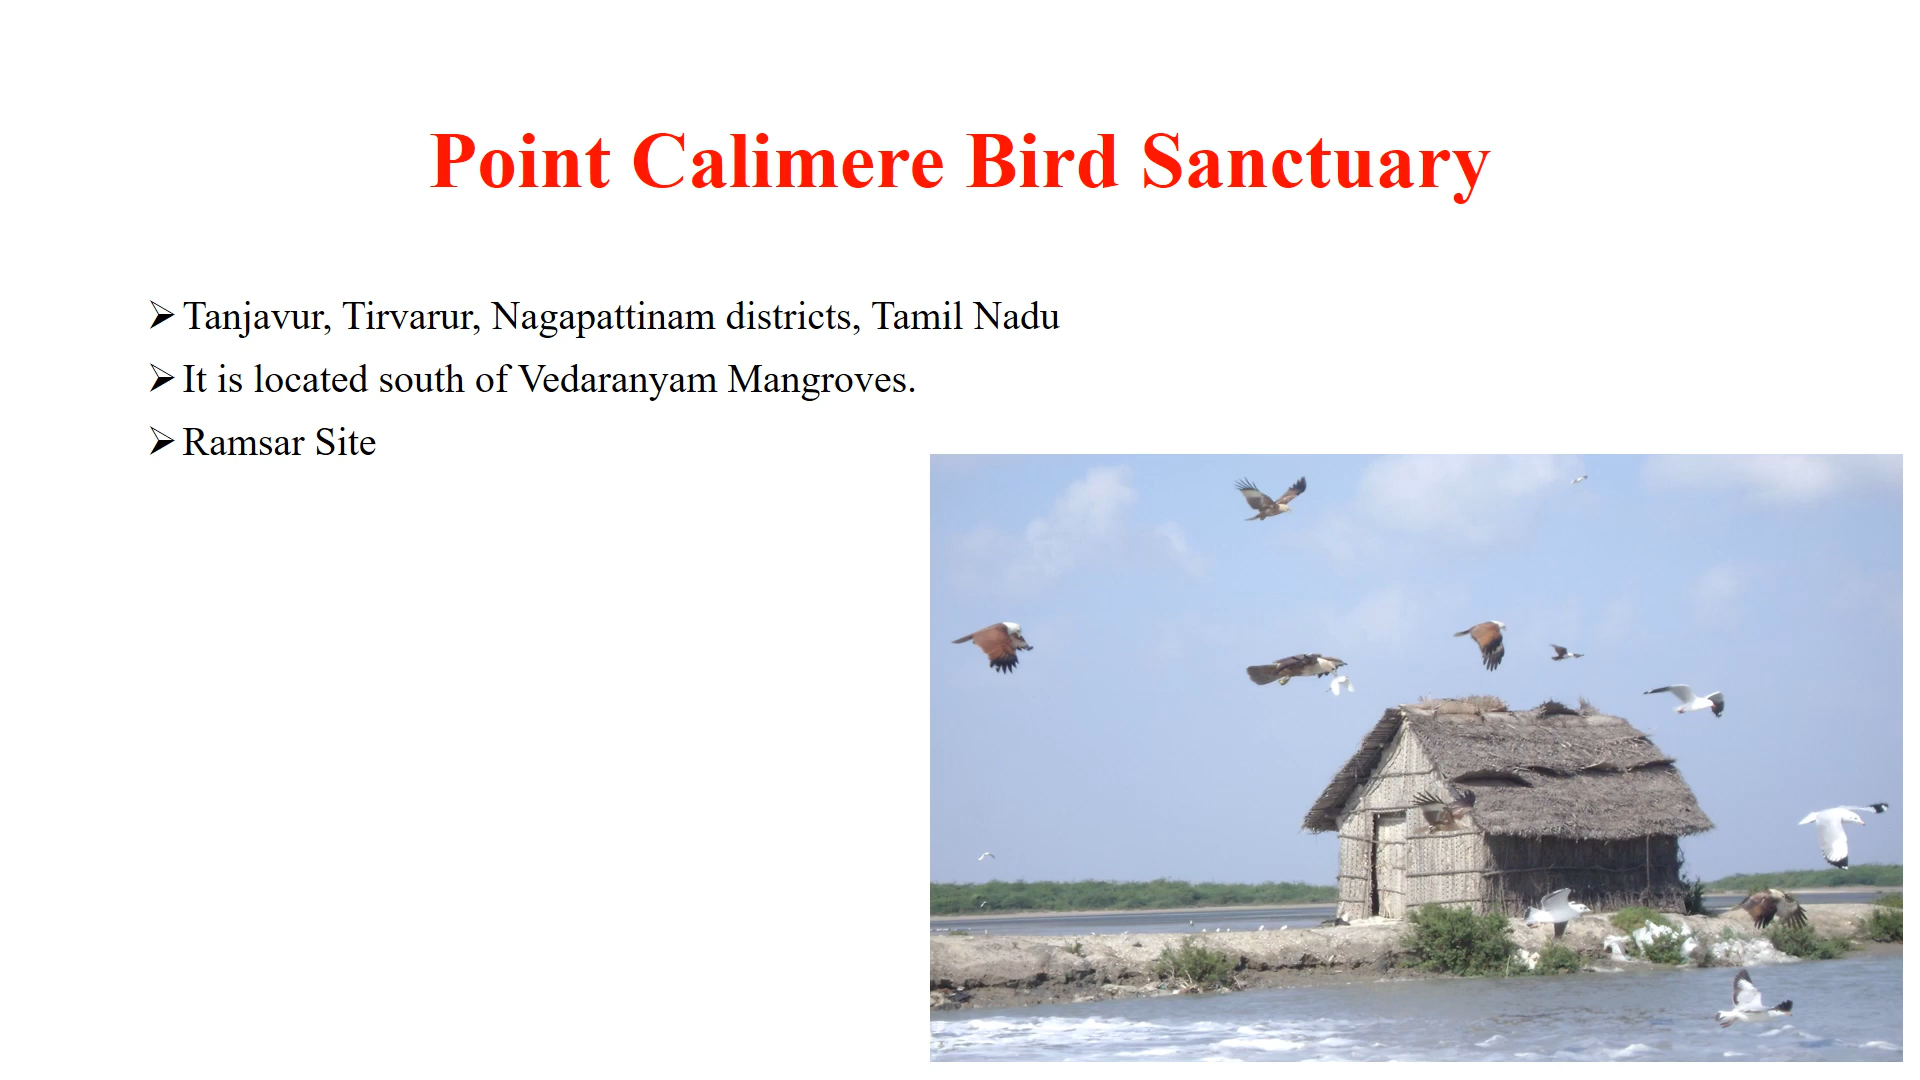 Point Calimere Bird Sanctuary
➢ Tanjavur, Tirvarur, Nagapattinam districts, Tamil Nadu
➢ It is located south of Vedaranyam Mangroves.
➢ Ramsar Site